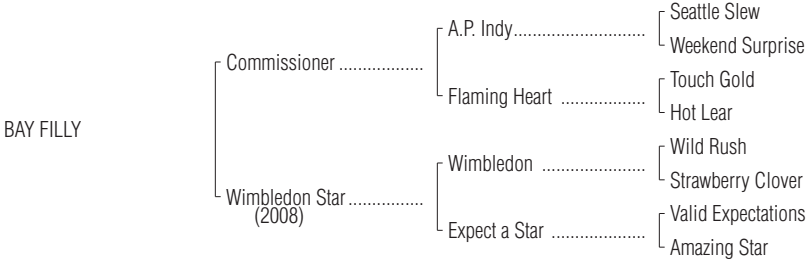 Seattle Slew
A.P. Indy............................
Weekend Surprise
Commissioner ..................
Touch Gold
Flaming Heart ..................
Hot Lear
BAY FILLY
Wild Rush
Wimbledon ......................
Strawberry Clover
Wimbledon Star................
(2008)
Valid Expectations
Expect a Star ....................
Amazing Star